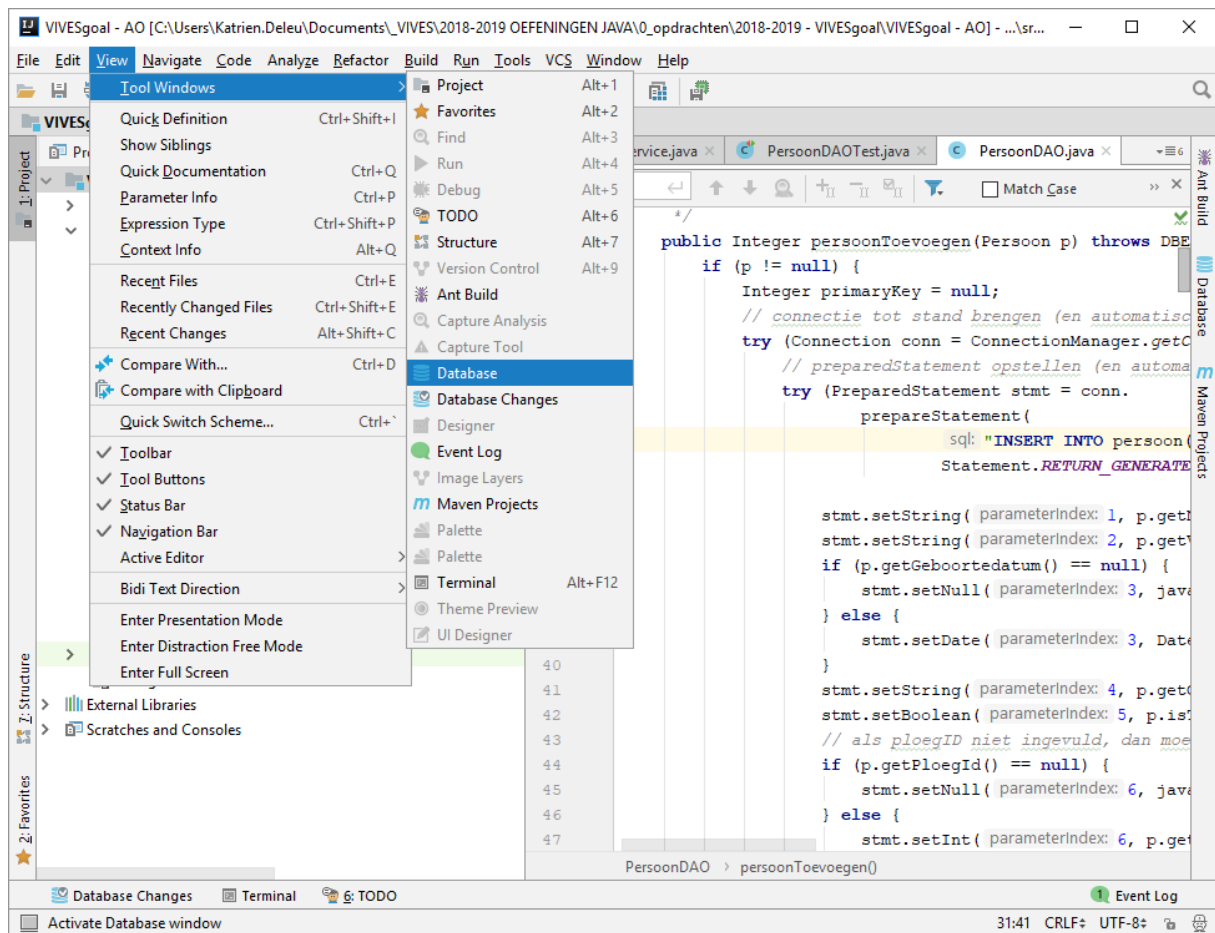 VIVESgoal - AO [C:\Users\Katrien.Deleu\Documents\_VIVES\2018-2019 OEFENINGEN JAVA\0_opdrachten\2018-2019 - VIVESgoal\VIVESgoal - AO] - ...\sr...
File Edit View Navigate Code Analyze Refactor Build Run Tools VCS Window Help
Tool Windows
Quick Definition Ctrl+Shift+I
Show Siblings
Quick Documentation Ctrl+Q
Parameter Info Ctrl+P
Expression Type Ctrl+Shift+P
Context Info Alt+Q
Recent Files Ctrl+E
Recently Changed Files Ctrl+Shift+E
Recent Changes Alt+Shift+C
Compare With... Ctrl+D
Compare with Clipboard
Quick Switch Scheme... Ctrl+`
Toolbar
Tool Buttons
Status Bar
Navigation Bar
Active Editor
Bidi Text Direction
Enter Presentation Mode
Enter Distraction Free Mode
Enter Full Screen
Project Alt+1
Favorites Alt+2
Find Alt+3
Run Alt+4
Debug Alt+5
TODO Alt+6
Structure Alt+7
Version Control Alt+9
Ant Build
Capture Analysis
Capture Tool
Database
Database Changes
Designer
Event Log
Image Layers
Maven Projects
Palette
Palette
Terminal Alt+F12
Theme Preview
UI Designer
VIVES
Pr
1: Project
7: Structure
2: Favorites
External Libraries
Scratches and Consoles
ervice.java PersoonDAOTest.java PersoonDAO.java 6
Match Case
*/
public Integer persoonToevoegen(Persoon p) throws DBE
if (p != null) {
Integer primaryKey = null;
// connectie tot stand brengen (en automatisc
try (Connection conn = ConnectionManager.getC
// preparedStatement opstellen (en automa
try (PreparedStatement stmt = conn.
prepareStatement(
sql: "INSERT INTO persoon(
Statement.RETURN_GENERATE
stmt.setString( parameterIndex: 1, p.getN
stmt.setString( parameterIndex: 2, p.getV
if (p.getGeboortedatum() == null) {
stmt.setNull( parameterIndex: 3, java
} else {
stmt.setDate( parameterIndex: 3, Date
40 }
41 stmt.setString( parameterIndex: 4, p.getO
42 stmt.setBoolean( parameterIndex: 5, p.isT
43 // als ploegID niet ingevuld, dan moe
44 if (p.getPloegId() == null) {
45 stmt.setNull( parameterIndex: 6, java
46 } else {
47 stmt.setInt( parameterIndex: 6, p.get
PersoonDAO persoonToevoegen()
Ant Build
Database
Maven Projects
Database Changes Terminal 6: TODO 1 Event Log
Activate Database window 31:41 CRLF UTF-8